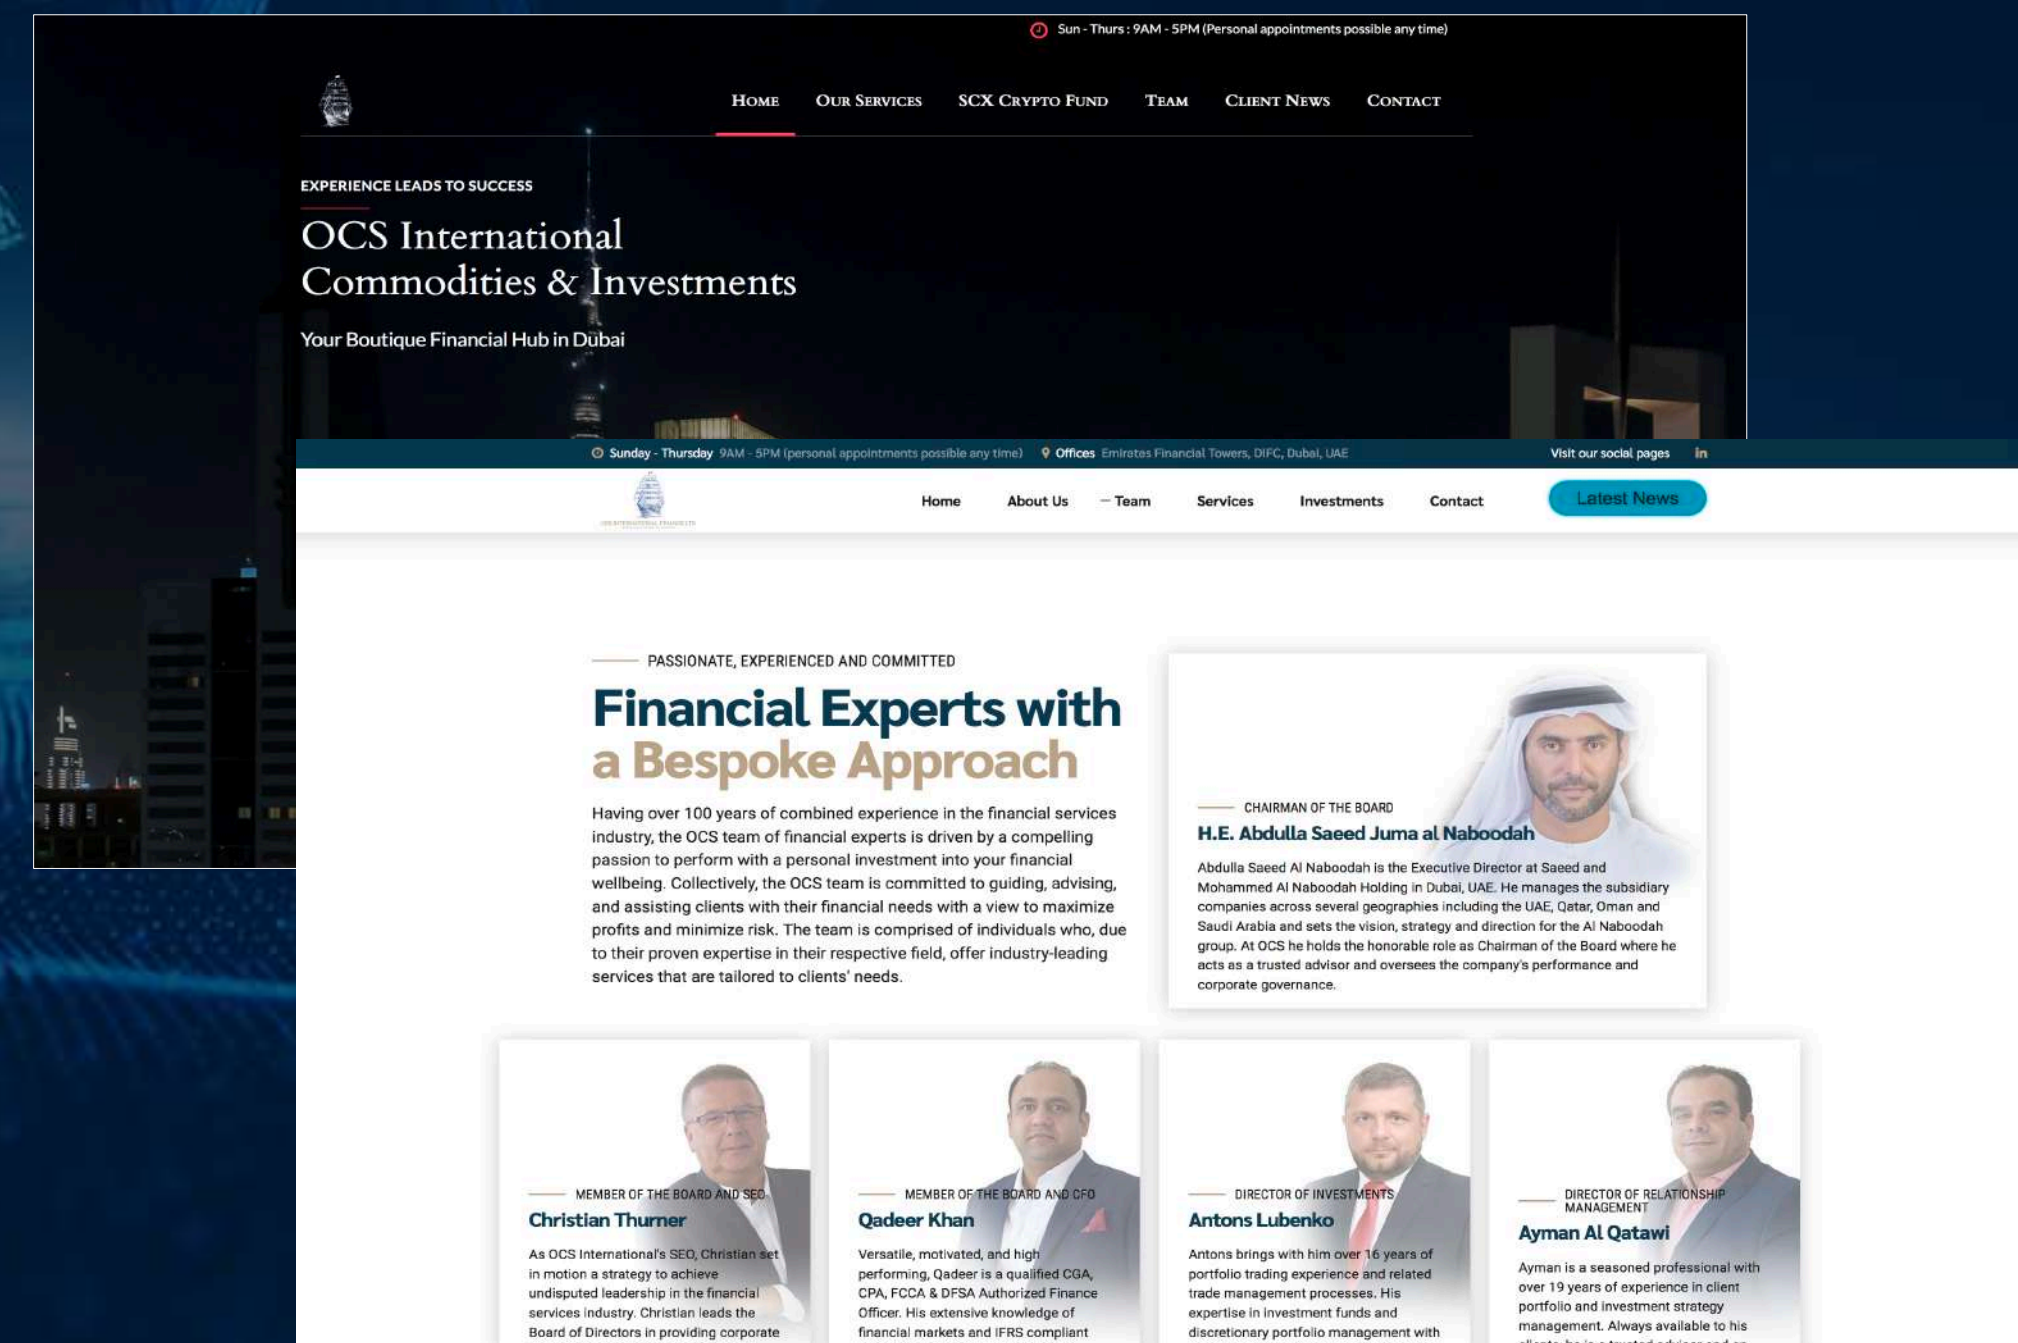 Sun - Thurs : 9AM - 5PM (Personal appointments possible any time)
Home Our Services SCX Crypto Fund Team Client News Contact
EXPERIENCE LEADS TO SUCCESS
OCS International
Commodities & Investments
Your Boutique Financial Hub in Dubai
Sunday - Thursday 9AM - 5PM (personal appointments possible any time) Offices Emirates Financial Towers, DIFC, Dubai, UAE Visit our social pages in
Home About Us — Team Services Investments Contact Latest News
PASSIONATE, EXPERIENCED AND COMMITTED
Financial Experts with
a Bespoke Approach
Having over 100 years of combined experience in the financial services
industry, the OCS team of financial experts is driven by a compelling
passion to perform with a personal investment into your financial
wellbeing. Collectively, the OCS team is committed to guiding, advising,
and assisting clients with their financial needs with a view to maximize
profits and minimize risk. The team is comprised of individuals who, due
to their proven expertise in their respective field, offer industry-leading
services that are tailored to clients' needs.
CHAIRMAN OF THE BOARD
H.E. Abdulla Saeed Juma al Naboodah
Abdulla Saeed Al Naboodah is the Executive Director at Saeed and
Mohammed Al Naboodah Holding in Dubai, UAE. He manages the subsidiary
companies across several geographies including the UAE, Qatar, Oman and
Saudi Arabia and sets the vision, strategy and direction for the Al Naboodah
group. At OCS he holds the honorable role as Chairman of the Board where he
acts as a trusted advisor and oversees the company's performance and
corporate governance.
MEMBER OF THE BOARD AND SEO
Christian Thurner
As OCS International's SEO, Christian set
in motion a strategy to achieve
undisputed leadership in the financial
services industry. Christian leads the
Board of Directors in providing corporate
MEMBER OF THE BOARD AND CFO
Qadeer Khan
Versatile, motivated, and high
performing, Qadeer is a qualified CGA,
CPA, FCCA & DFSA Authorized Finance
Officer. His extensive knowledge of
financial markets and IFRS compliant
DIRECTOR OF INVESTMENTS
Antons Lubenko
Antons brings with him over 16 years of
portfolio trading experience and related
trade management processes. His
expertise in investment funds and
discretionary portfolio management with
DIRECTOR OF RELATIONSHIP
MANAGEMENT
Ayman Al Qatawi
Ayman is a seasoned professional with
over 19 years of experience in client
portfolio and investment strategy
management. Always available to his